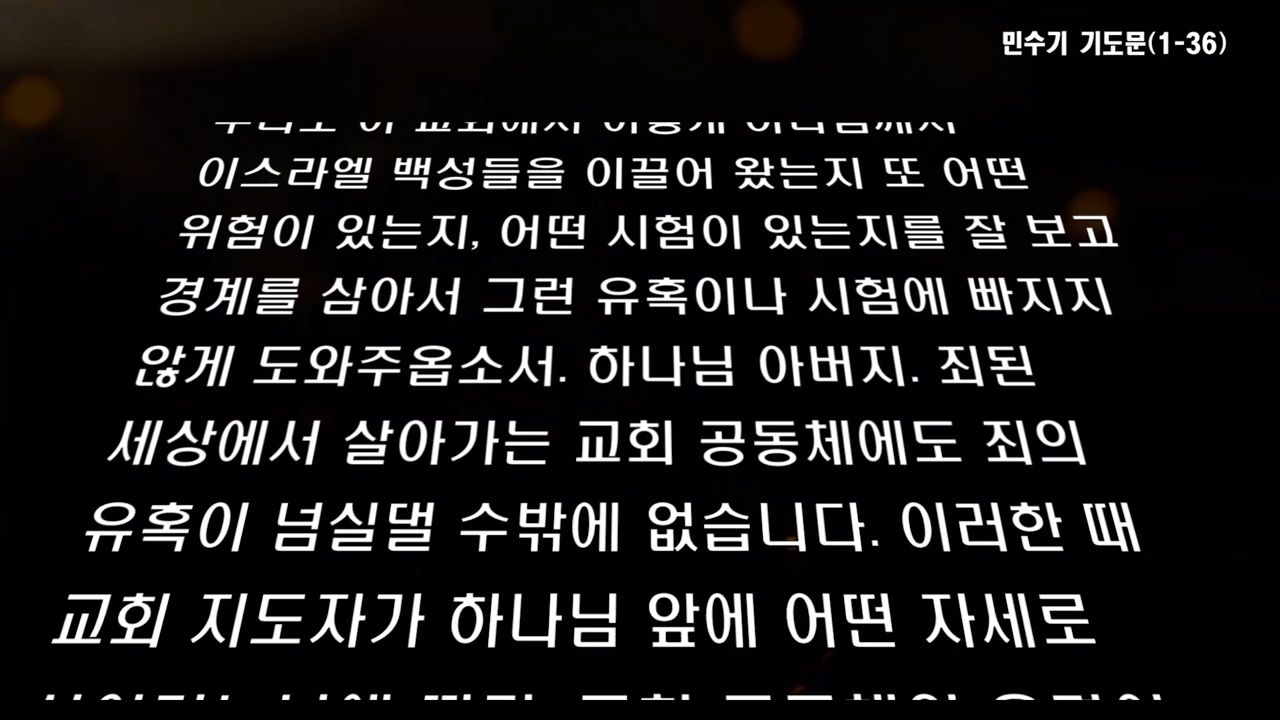 민수기 기도문(1-36)
이스라엘 백성들을 이끌어 왔는지 또 어떤
위험이 있는지, 어떤 시험이 있는지를 잘 보고
경계를 삼아서 그런 유혹이나 시험에 빠지지
않게 도와주옵소서. 하나님 아버지. 죄된
세상에서 살아가는 교회 공동체에도 죄의
유혹이 넘실댈 수밖에 없습니다. 이러한 때
교회 지도자가 하나님 앞에 어떤 자세로